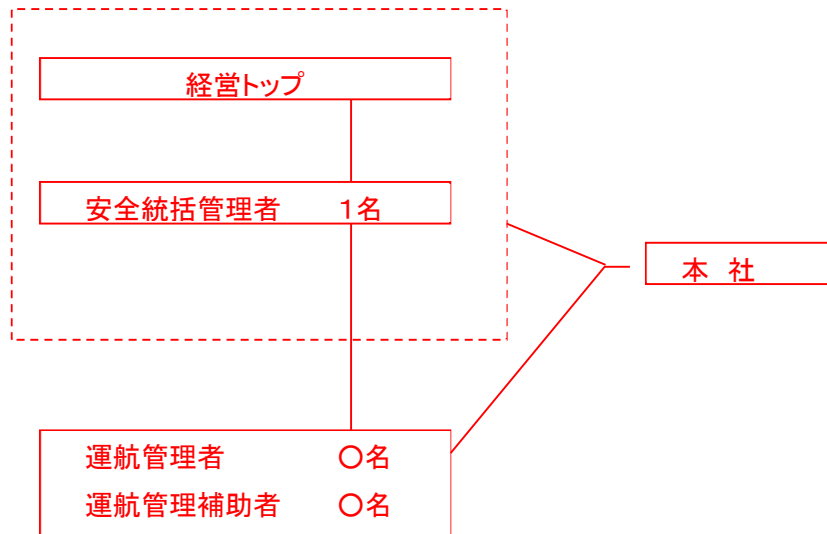 経営トップ
安全統括管理者　１名
本 社
運航管理者　〇名
運航管理補助者　〇名